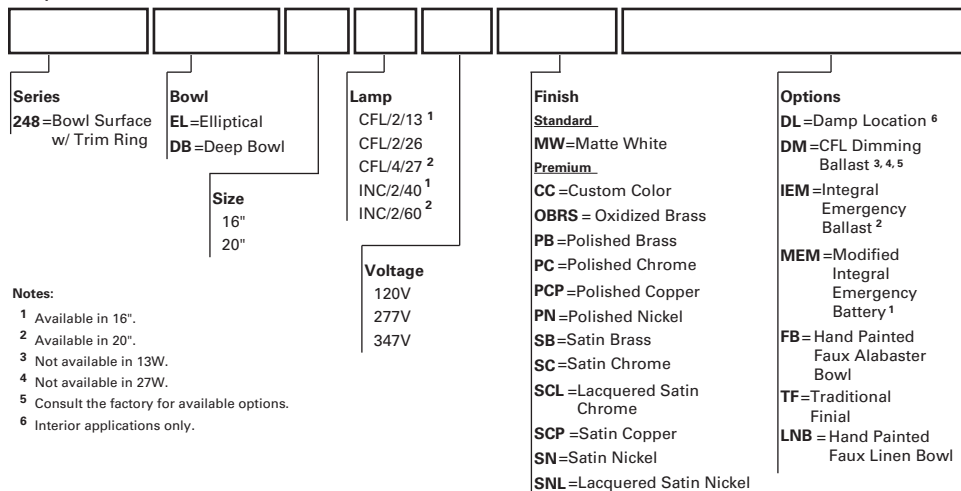 Series
248=Bowl Surface
w/ Trim Ring
Bowl
EL=Elliptical
DB=Deep Bowl
Size
16"
20"
Lamp
CFL/2/13 1
CFL/2/26
CFL/4/27 2
INC/2/40 1
INC/2/60 2
Voltage
120V
277V
347V
Finish
Standard
MW=Matte White
Premium
CC=Custom Color
OBRS = Oxidized Brass
PB=Polished Brass
PC=Polished Chrome
PCP=Polished Copper
PN=Polished Nickel
SB=Satin Brass
SC=Satin Chrome
SCL=Lacquered Satin
Chrome
SCP=Satin Copper
SN=Satin Nickel
SNL=Lacquered Satin Nickel
Options
DL=Damp Location 6
DM=CFL Dimming
Ballast 3, 4, 5
IEM=Integral
Emergency
Ballast 2
MEM=Modified
Integral
Emergency
Battery 1
FB=Hand Painted
Faux Alabaster
Bowl
TF=Traditional
Finial
LNB=Hand Painted
Faux Linen Bowl
Notes:
1 Available in 16".
2 Available in 20".
3 Not available in 13W.
4 Not available in 27W.
5 Consult the factory for available options.
6 Interior applications only.